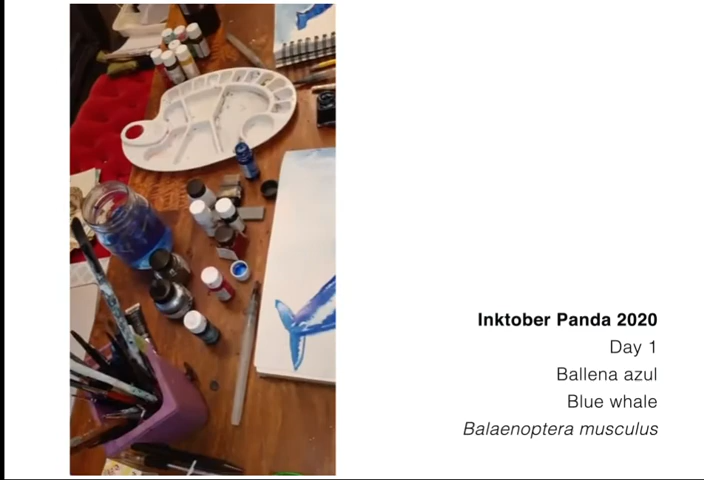 Inktober Panda 2020
Day 1
Ballena azul
Blue whale
Balaenoptera musculus